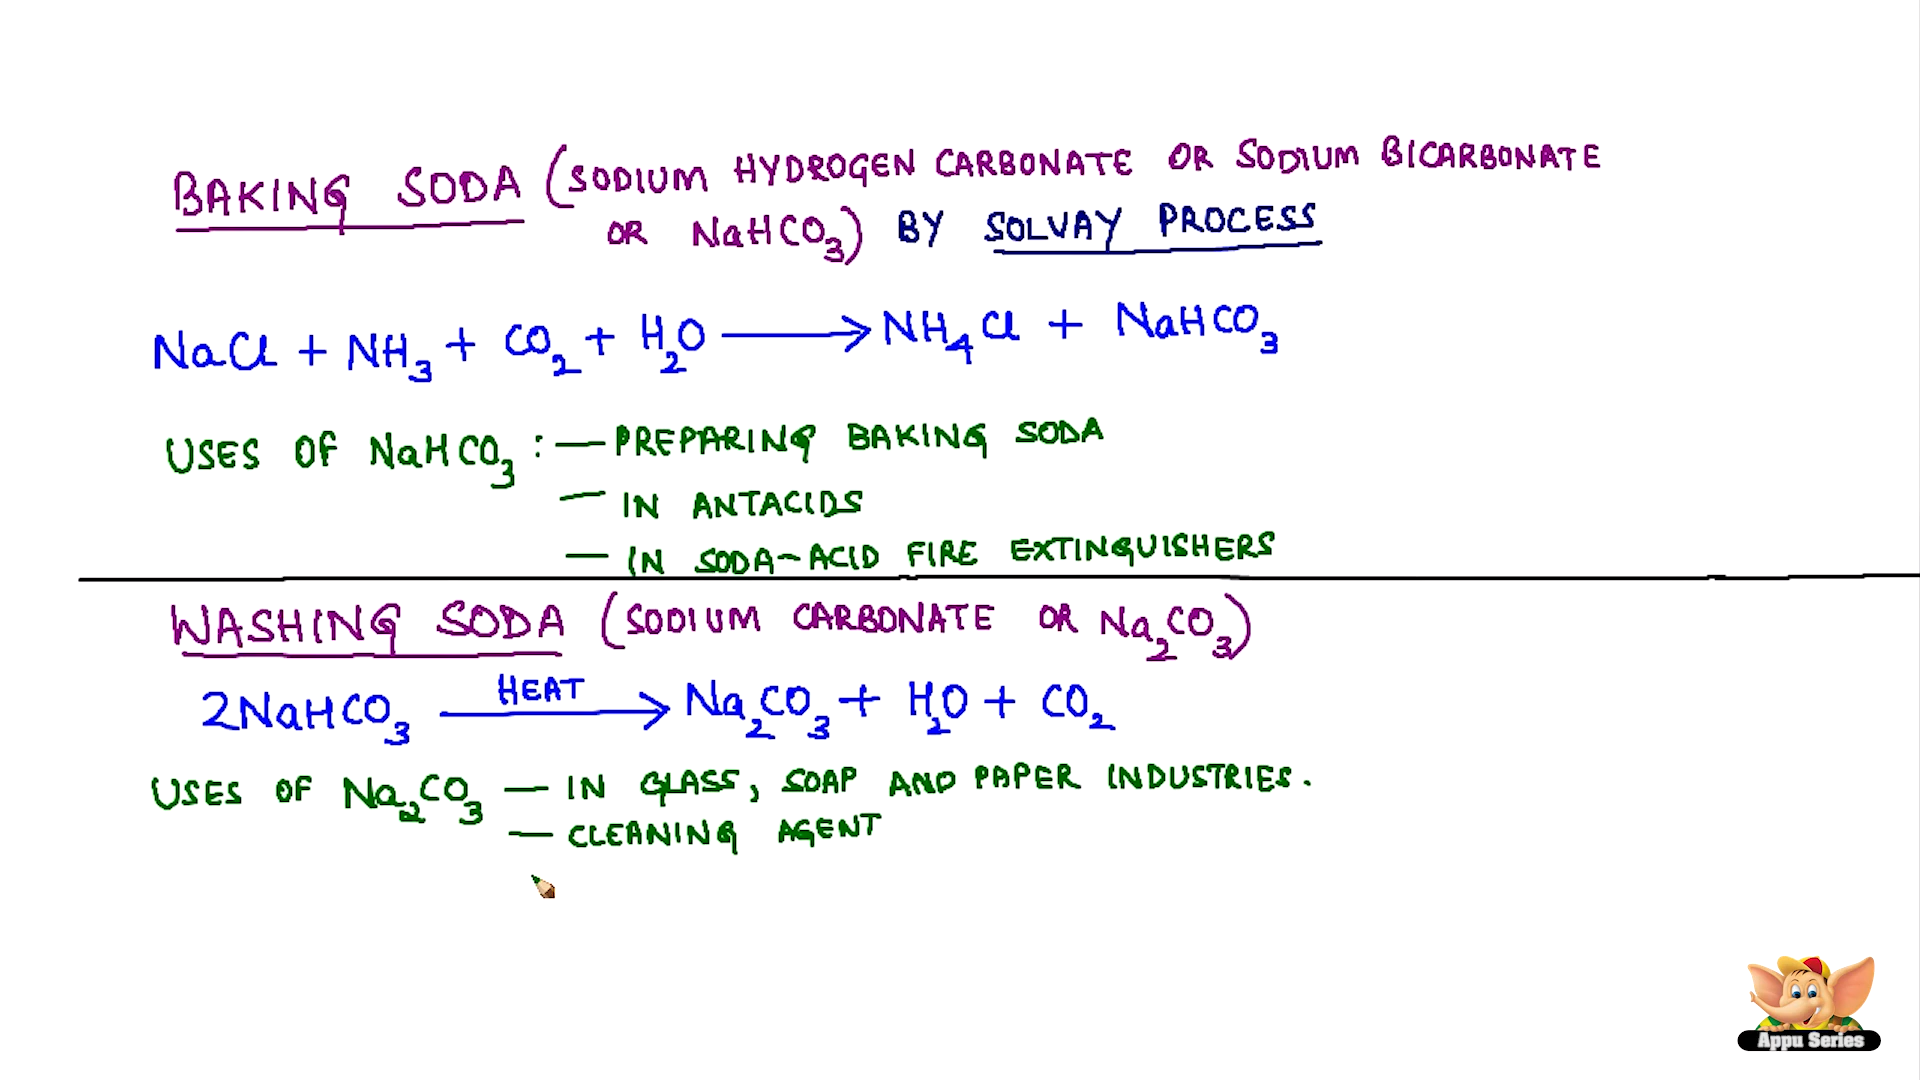 BAKING SODA (SODIUM HYDROGEN CARBONATE OR SODIUM BICARBONATE
OR NaHCO₃) BY SOLVAY PROCESS
NaCl + NH₃ + CO₂ + H₂O ⟶ NH₄Cl + NaHCO₃
USES OF NaHCO₃ : — PREPARING BAKING SODA
— IN ANTACIDS
— IN SODA-ACID FIRE EXTINGUISHERS
WASHING SODA (SODIUM CARBONATE OR Na₂CO₃)
HEAT
2NaHCO₃ ⟶ Na₂CO₃ + H₂O + CO₂
USES OF Na₂CO₃ — IN GLASS, SOAP AND PAPER INDUSTRIES.
— CLEANING AGENT
Appu Series